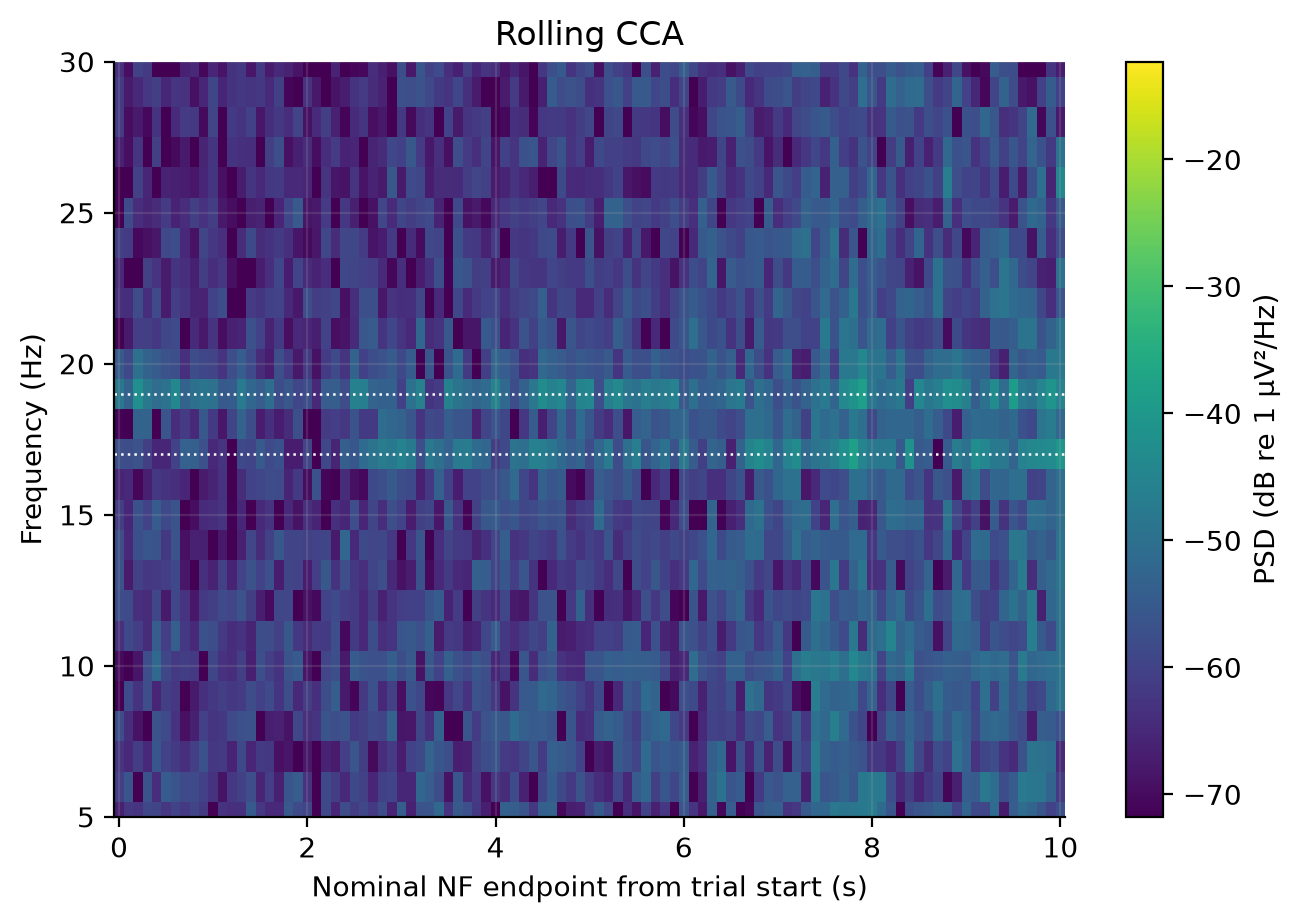 Rolling CCA
30
25
20
15
10
5
Frequency (Hz)
0 2 4 6 8 10
Nominal NF endpoint from trial start (s)
−20
−30
−40
−50
−60
−70
PSD (dB re 1 µV²/Hz)